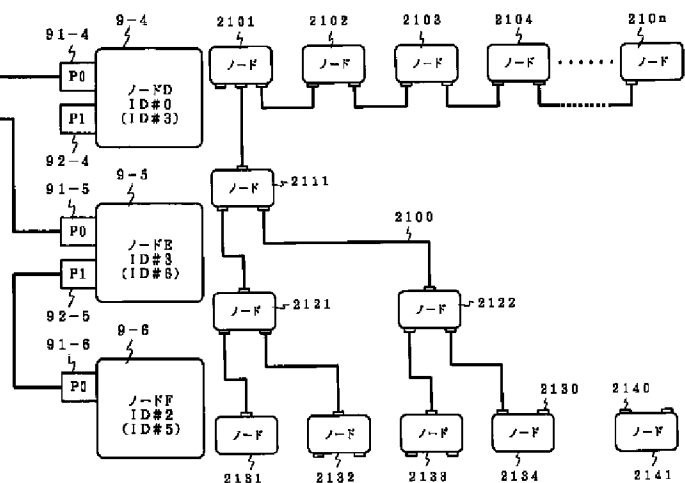 9-4
91-4
P0
ノードD
ID#0
(ID#3)
P1
92-4
9-5
91-5
P0
ノードE
ID#3
(ID#6)
P1
92-5
9-6
91-6
P0
ノードF
ID#2
(ID#5)
2101
2102
2103
2104
210n
ノード
ノード
ノード
ノード
ノード
ノード
2111
2100
ノード
2121
ノード
2122
2130
2140
ノード
ノード
ノード
ノード
ノード
2131
2132
2133
2134
2141